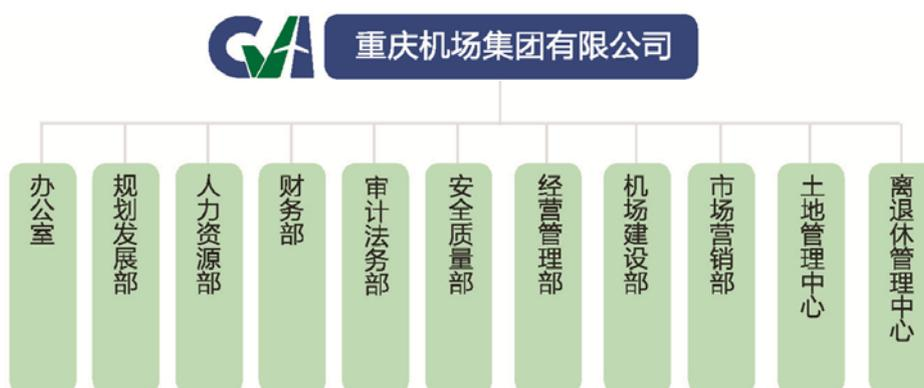 CQA
重庆机场集团有限公司
办公室
规划发展部
人力资源部
财务部
审计法务部
安全质量部
经营管理部
机场建设部
市场营销部
土地管理中心
离退休管理中心